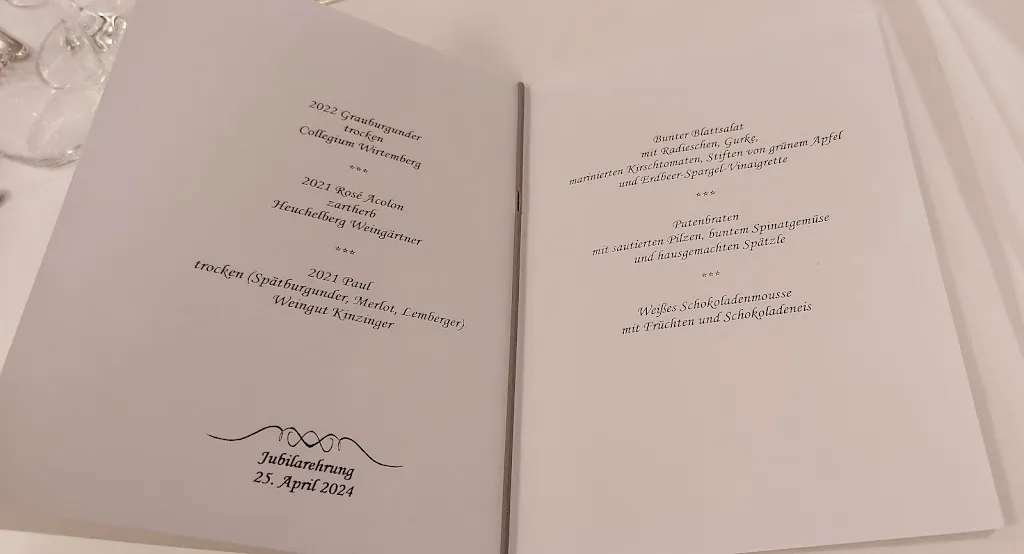 2022 Grauburgunder
trocken
Collegium Wirtemberg
***
2021 Rosé Acolon
zartherb
Heuchelberg Weingärtner
***
2021 Paul
trocken (Spätburgunder, Merlot, Lemberger)
Weingut Kinzinger
Jubilarehrung
25. April 2024
Bunter Blattsalat
mit Radieschen, Gurke,
marinierten Kirschtomaten, Stiften von grünem Apfel
und Erdbeer-Spargel-Vinaigrette
***
Putenbraten
mit sautierten Pilzen, buntem Spinatgemüse
und hausgemachten Spätzle
***
Weißes Schokoladenmousse
mit Früchten und Schokoladeneis